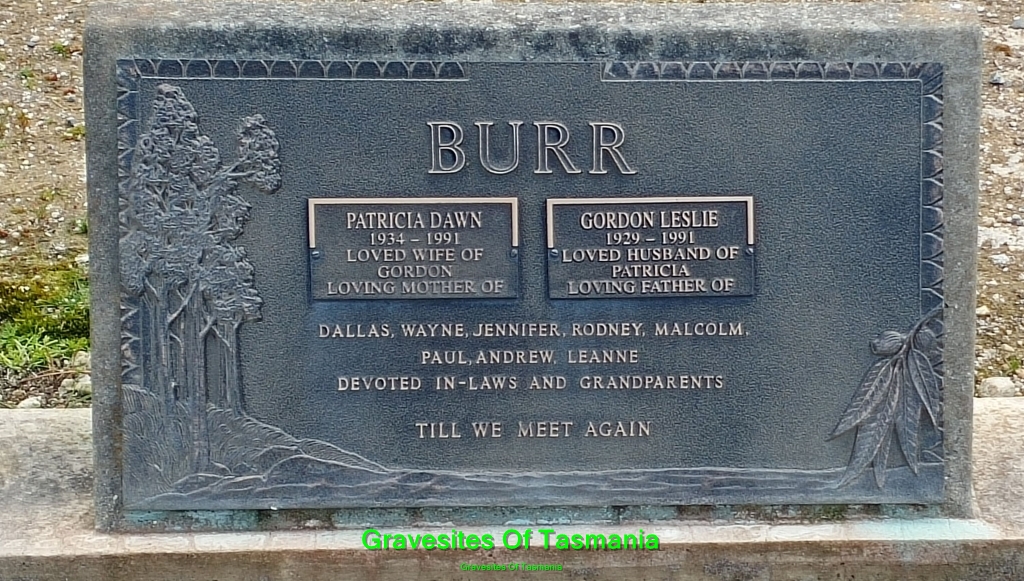 BURR
PATRICIA DAWN
1934 – 1991
LOVED WIFE OF
GORDON
LOVING MOTHER OF
GORDON LESLIE
1929 – 1991
LOVED HUSBAND OF
PATRICIA
LOVING FATHER OF
DALLAS, WAYNE, JENNIFER, RODNEY, MALCOLM,
PAUL, ANDREW, LEANNE
DEVOTED IN-LAWS AND GRANDPARENTS
TILL WE MEET AGAIN
Gravesites Of Tasmania
Gravesites Of Tasmania